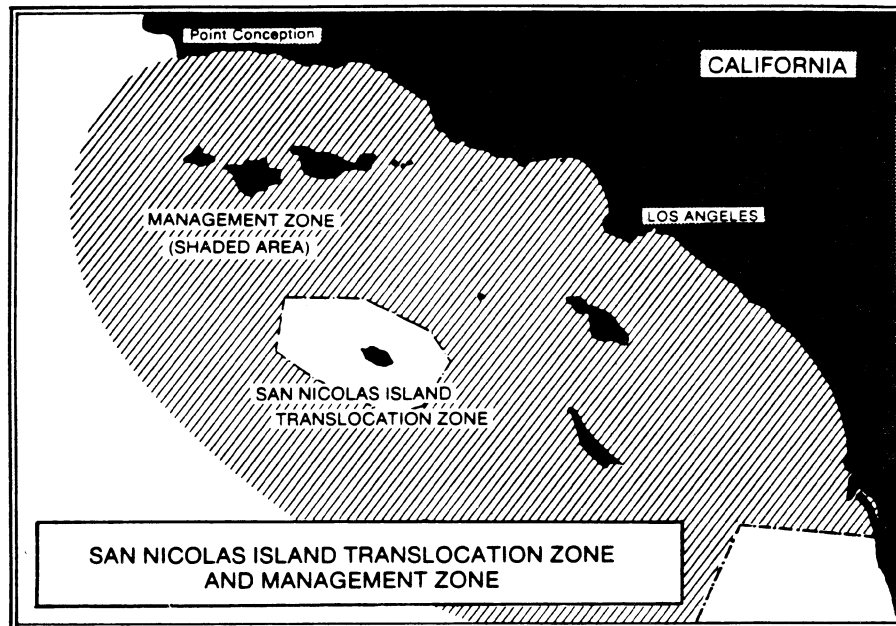 Point Conception
CALIFORNIA
MANAGEMENT ZONE
(SHADED AREA)
LOS ANGELES
SAN NICOLAS ISLAND
TRANSLOCATION ZONE
SAN NICOLAS ISLAND TRANSLOCATION ZONE
AND MANAGEMENT ZONE